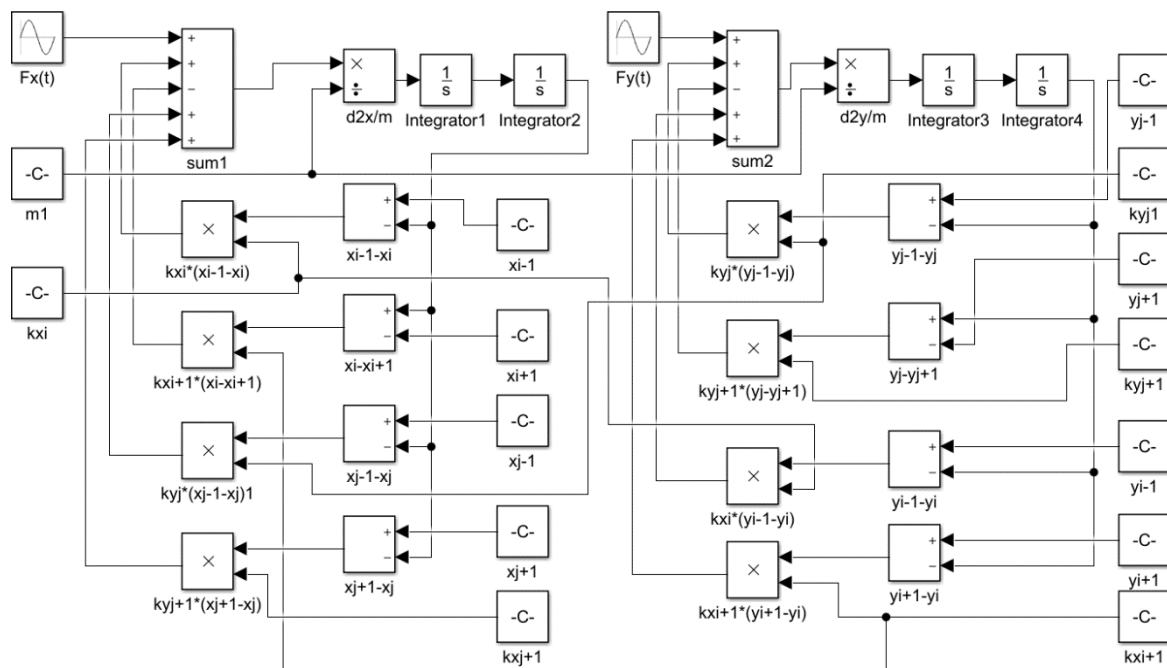 Fx(t)
+
+
−
+
+
sum1
×
÷
d2x/m
1
s
Integrator1
1
s
Integrator2
Fy(t)
+
+
−
+
+
sum2
×
÷
d2y/m
1
s
Integrator3
1
s
Integrator4
-C-
yj-1
-C-
m1
×
kxi*(xi-1-xi)
+
−
xi-1-xi
-C-
xi-1
×
kyj*(yj-1-yj)
+
−
yj-1-yj
-C-
kyj1
-C-
kxi
-C-
yj+1
×
kxi+1*(xi-xi+1)
+
−
xi-xi+1
-C-
xi+1
×
kyj+1*(yj-yj+1)
+
−
yj-yj+1
-C-
kyj+1
×
kyj*(xj-1-xj)1
+
−
xj-1-xj
-C-
xj-1
×
kxi*(yi-1-yi)
+
−
yi-1-yi
-C-
yi-1
×
kyj+1*(xj+1-xj)
+
−
xj+1-xj
-C-
xj+1
×
kxi+1*(yi+1-yi)
+
−
yi+1-yi
-C-
yi+1
-C-
kxj+1
-C-
kxi+1